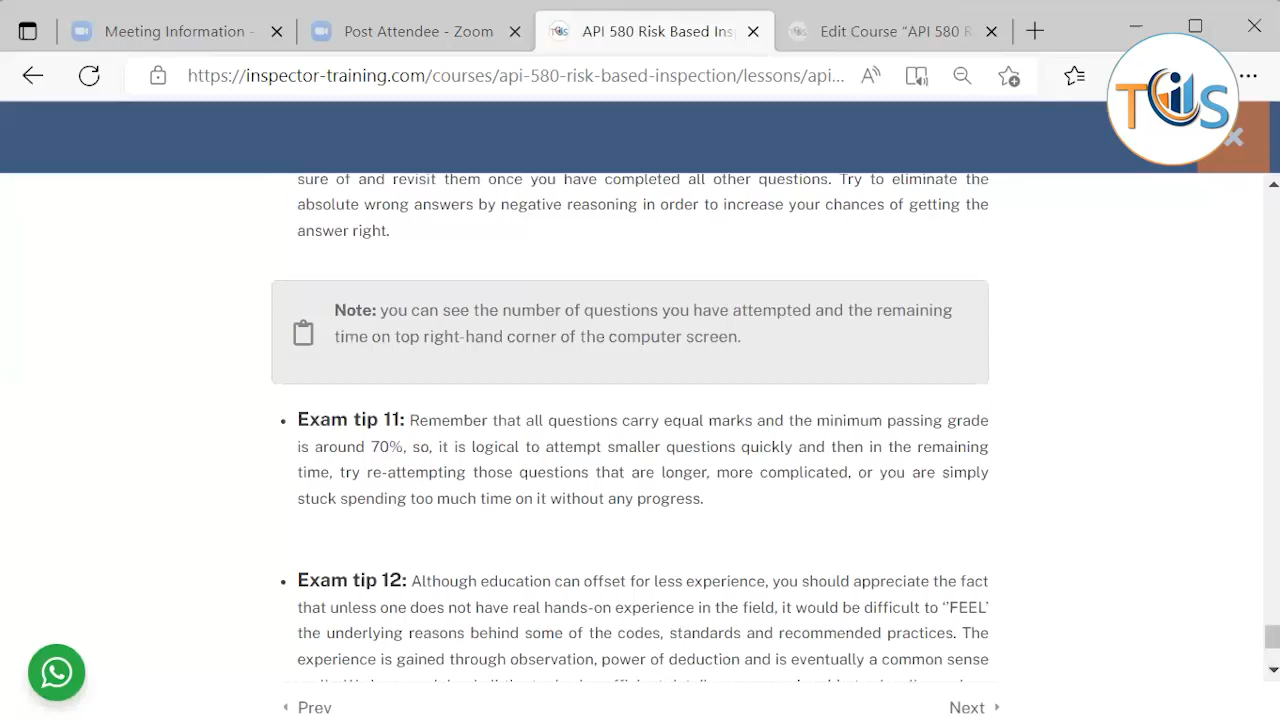 Meeting Information -
Post Attendee - Zoom
API 580 Risk Based Ins
Edit Course “API 580 R
https://inspector-training.com/courses/api-580-risk-based-inspection/lessons/api...
TIIS
sure of and revisit them once you have completed all other questions. Try to eliminate the
absolute wrong answers by negative reasoning in order to increase your chances of getting the
answer right.
Note: you can see the number of questions you have attempted and the remaining
time on top right-hand corner of the computer screen.
• Exam tip 11: Remember that all questions carry equal marks and the minimum passing grade
is around 70%, so, it is logical to attempt smaller questions quickly and then in the remaining
time, try re-attempting those questions that are longer, more complicated, or you are simply
stuck spending too much time on it without any progress.
• Exam tip 12: Although education can offset for less experience, you should appreciate the fact
that unless one does not have real hands-on experience in the field, it would be difficult to ‘’FEEL’
the underlying reasons behind some of the codes, standards and recommended practices. The
experience is gained through observation, power of deduction and is eventually a common sense
Prev
Next